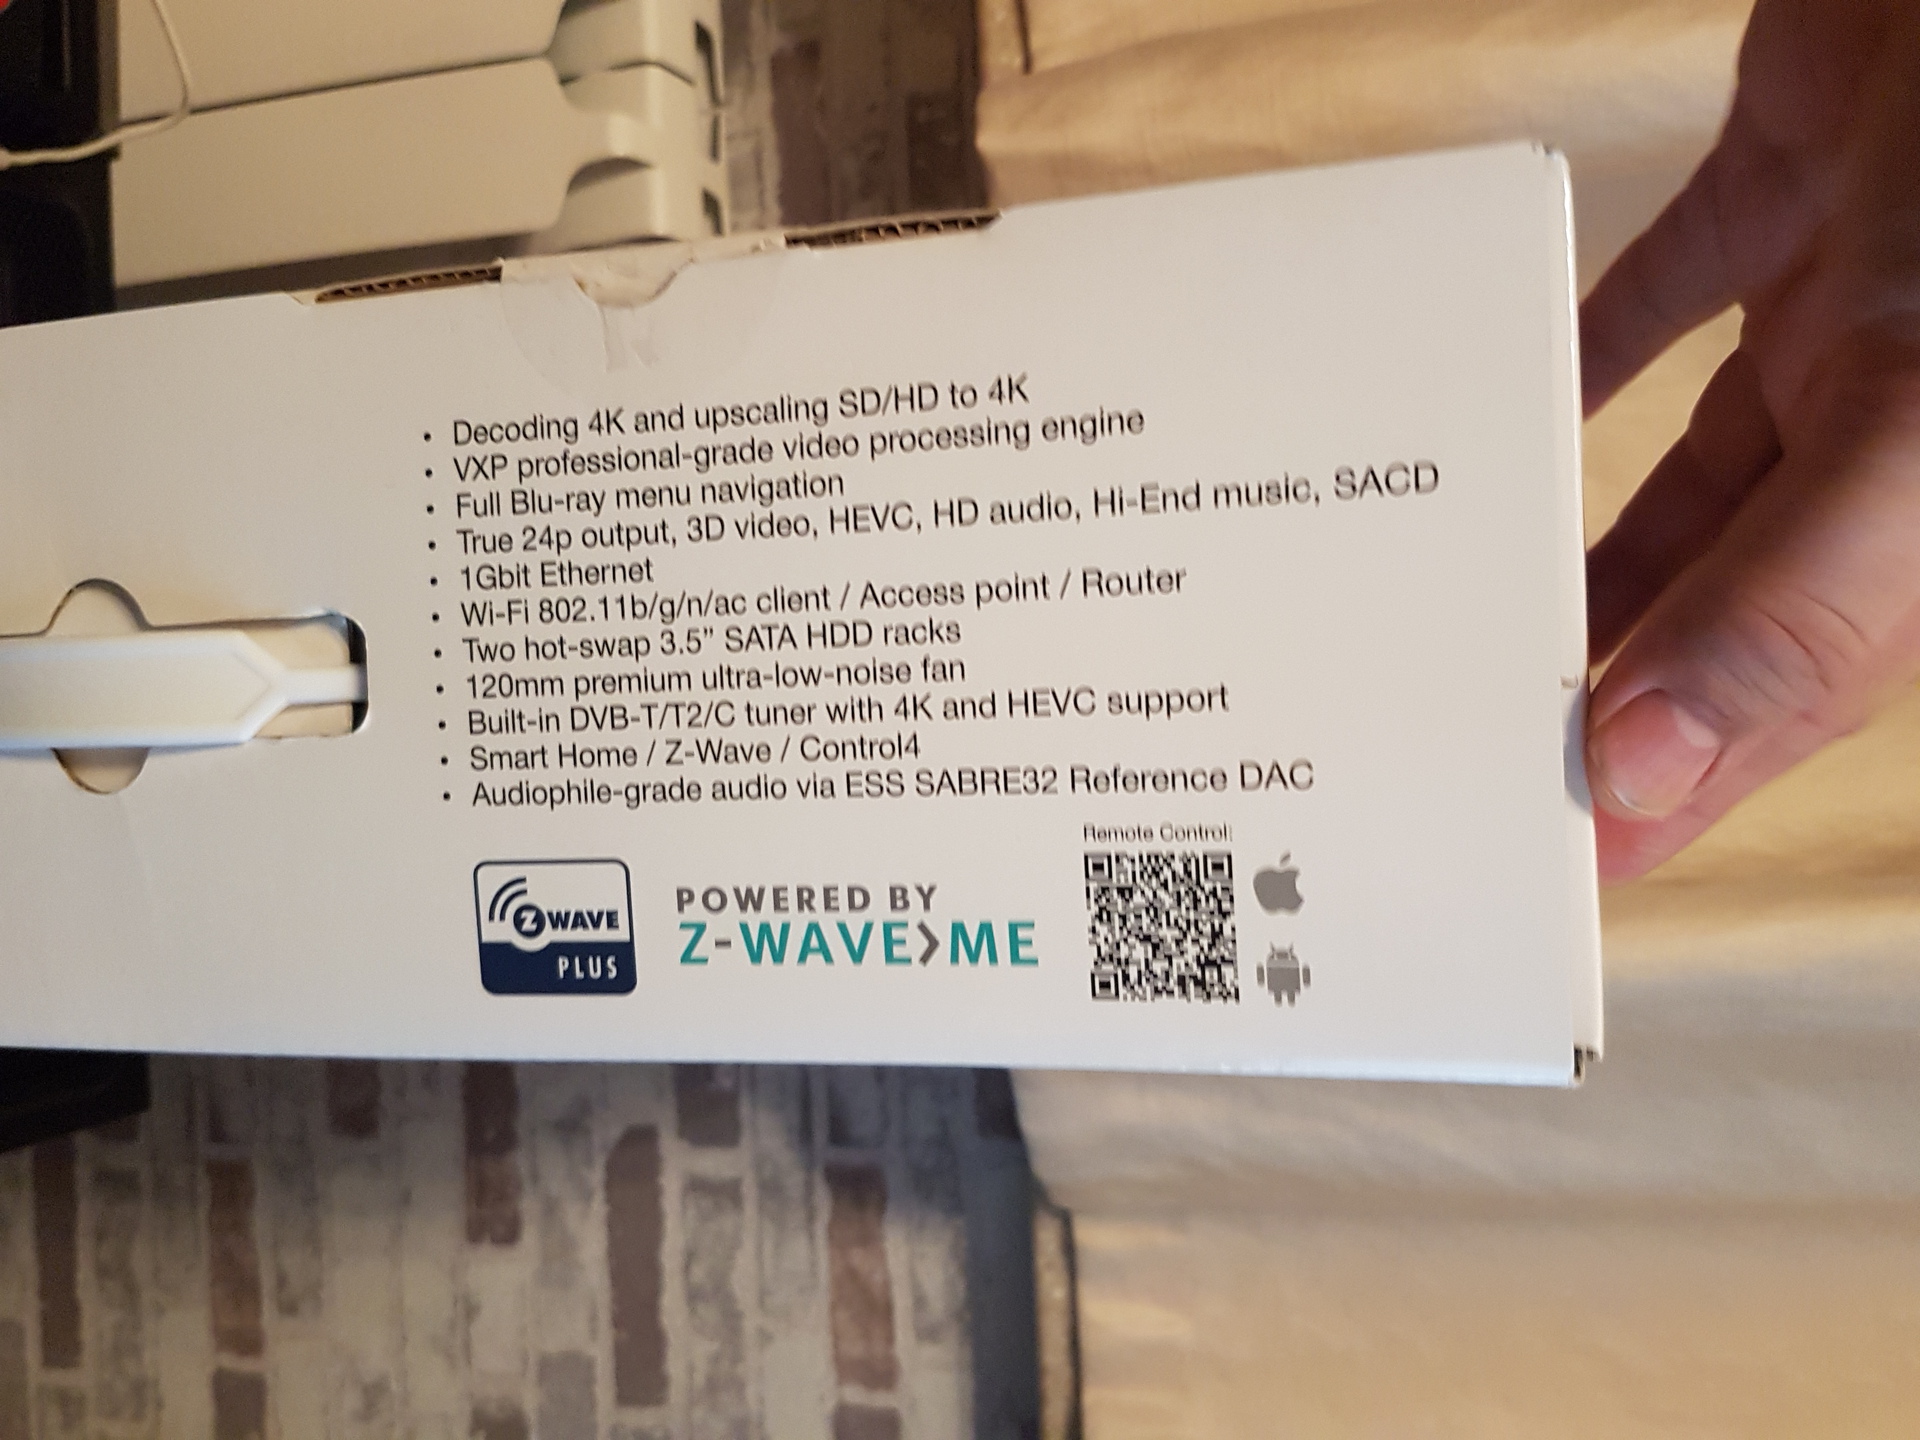 • Decoding 4K and upscaling SD/HD to 4K
• VXP professional-grade video processing engine
• Full Blu-ray menu navigation
• True 24p output, 3D video, HEVC, HD audio, Hi-End music, SACD
• 1Gbit Ethernet
• Wi-Fi 802.11b/g/n/ac client / Access point / Router
• Two hot-swap 3.5” SATA HDD racks
• 120mm premium ultra-low-noise fan
• Built-in DVB-T/T2/C tuner with 4K and HEVC support
• Smart Home / Z-Wave / Control4
• Audiophile-grade audio via ESS SABRE32 Reference DAC
Remote Control:
Z WAVE
PLUS
POWERED BY
Z-WAVE>ME